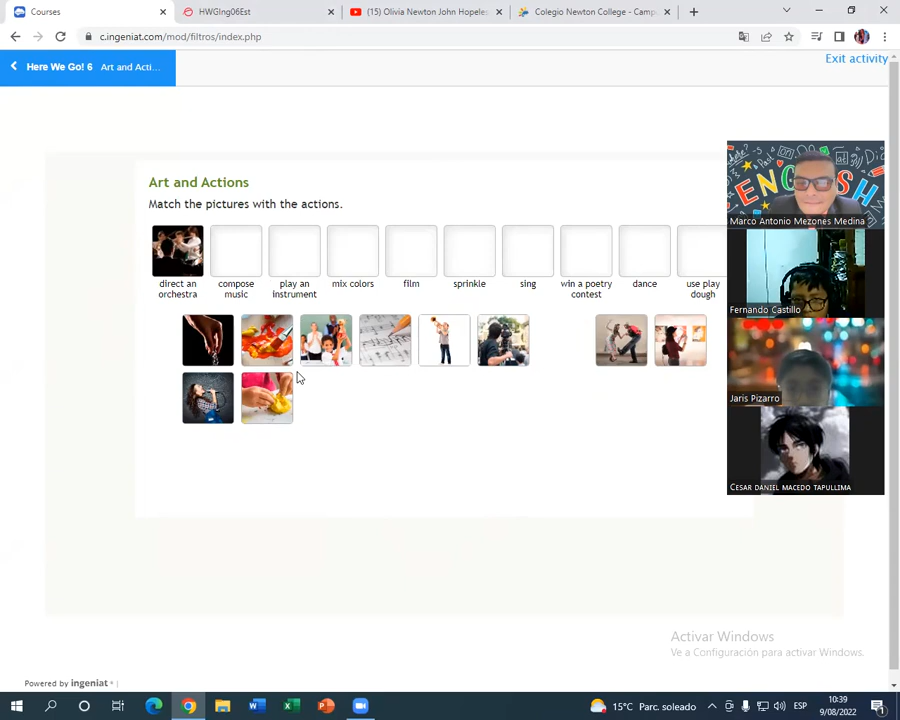 Courses
HWGIng06Est
(15) Olivia Newton John Hopeles
Colegio Newton College - Camp
c.ingeniat.com/mod/filtros/index.php
Here We Go! 6 Art and Acti...
Exit activity
Art and Actions
Match the pictures with the actions.
direct an orchestra
compose music
play an instrument
mix colors
film
sprinkle
sing
win a poetry contest
dance
use play dough
ENGLISH
Marco Antonio Mezones Medina
Fernando Castillo
Jaris Pizarro
CESAR DANIEL MACEDO TAPULLIMA
Activar Windows
Ve a Configuración para activar Windows.
Powered by ingeniat
15°C Parc. soleado
ESP
10:39
9/08/2022